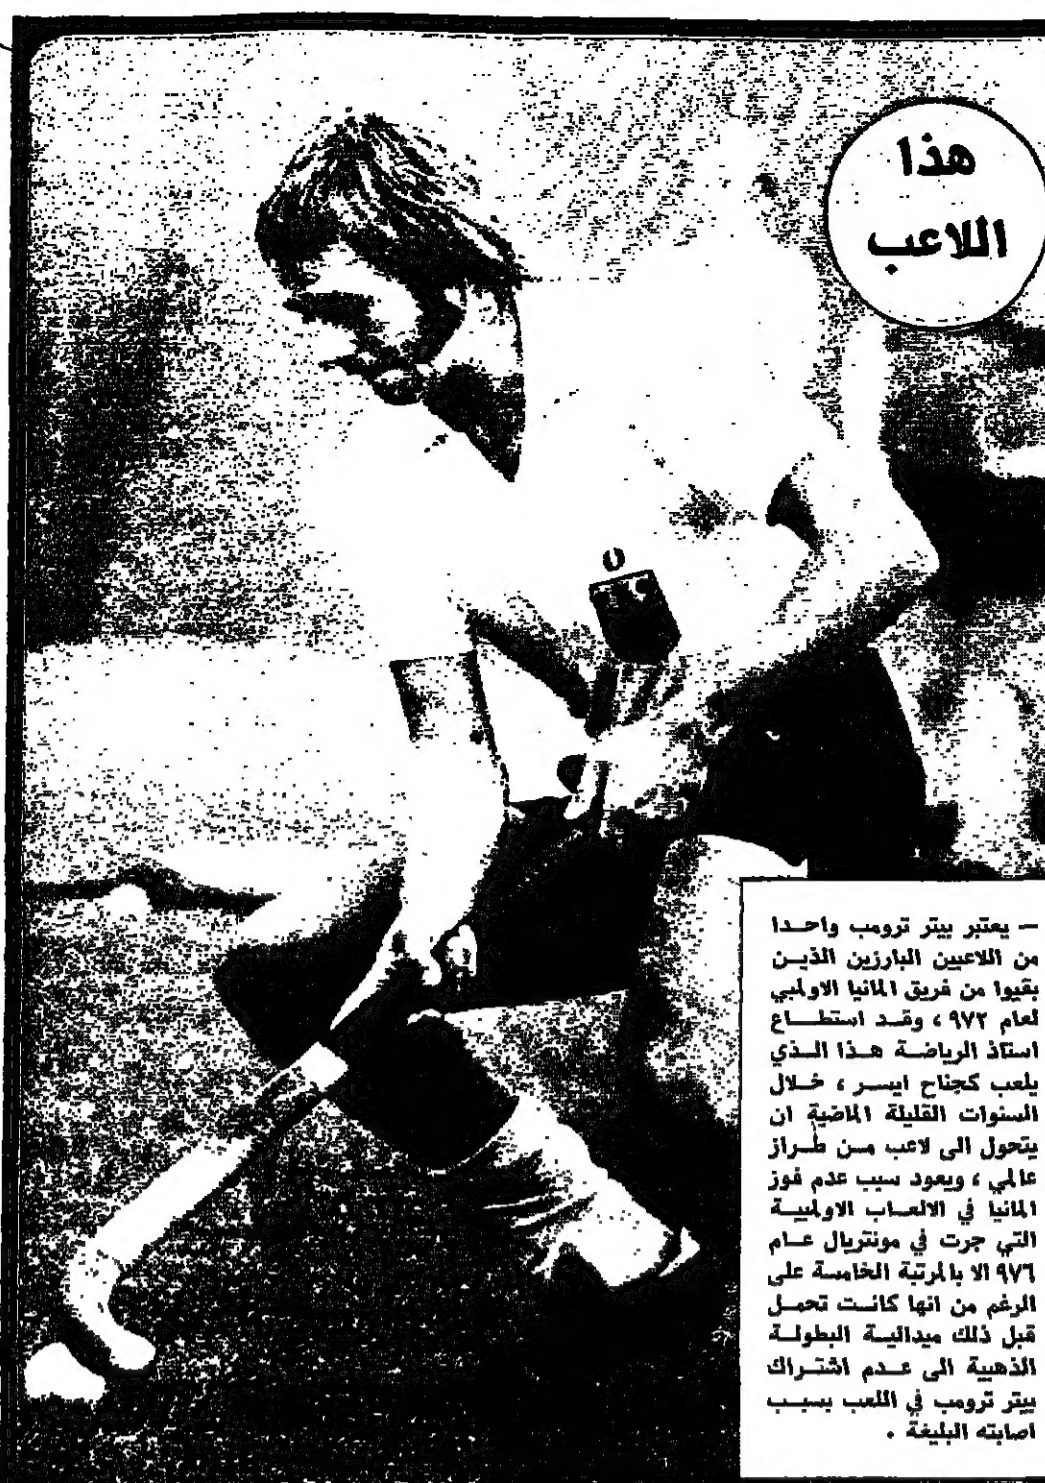 هذا
اللاعب
— يعتبر بيتر ترومب واحدا
من اللاعبين البارزين الذين
بقيوا من فريق المانيا الاولمبي
لعام ٩٧٢ ، وقد استطاع
استاذ الرياضة هذا الذي
يلعب كجناح ايسر ، خلال
السنوات القليلة الماضية ان
يتحول الى لاعب من طراز
عالمي ، ويعود سبب عدم فوز
المانيا في الالعاب الاولمبية
التي جرت في مونتريال عام
٩٧٦ الا بالمرتبة الخامسة على
الرغم من انها كانت تحمل
قبل ذلك ميدالية البطولة
الذهبية الى عدم اشتراك
بيتر ترومب في اللعب بسبب
اصابته البليغة .